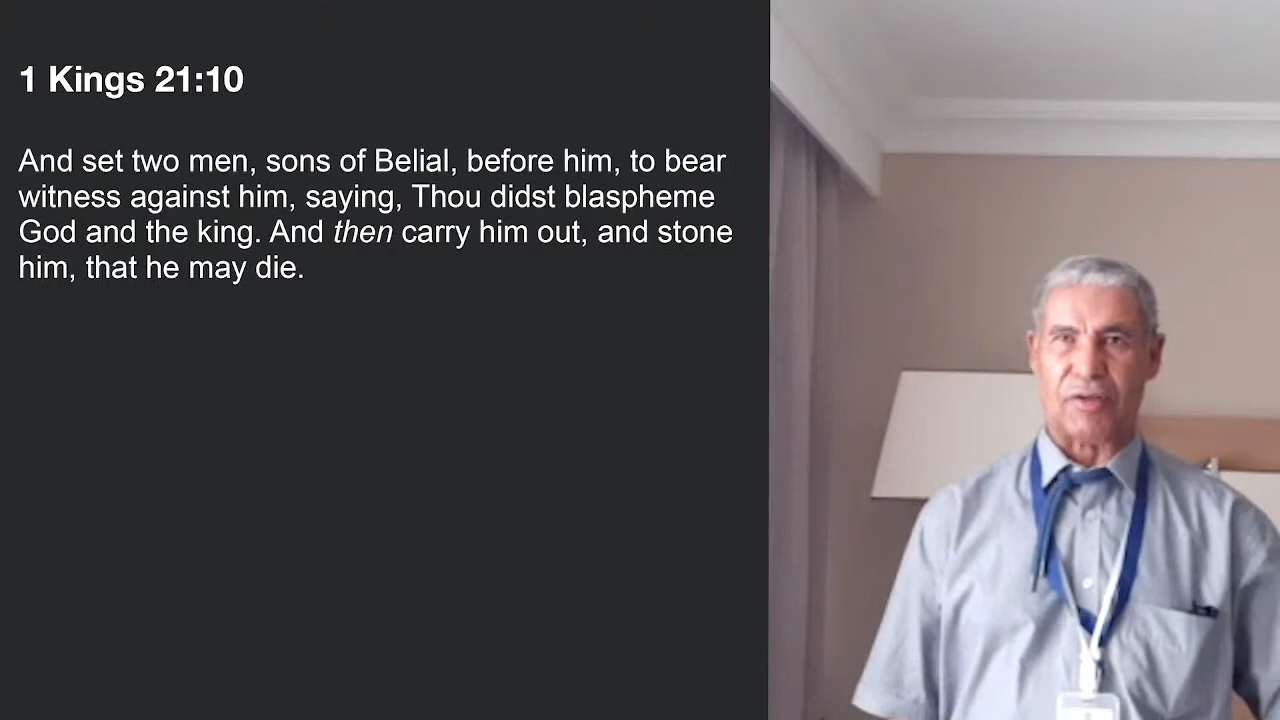 1 Kings 21:10
And set two men, sons of Belial, before him, to bear
witness against him, saying, Thou didst blaspheme
God and the king. And then carry him out, and stone
him, that he may die.